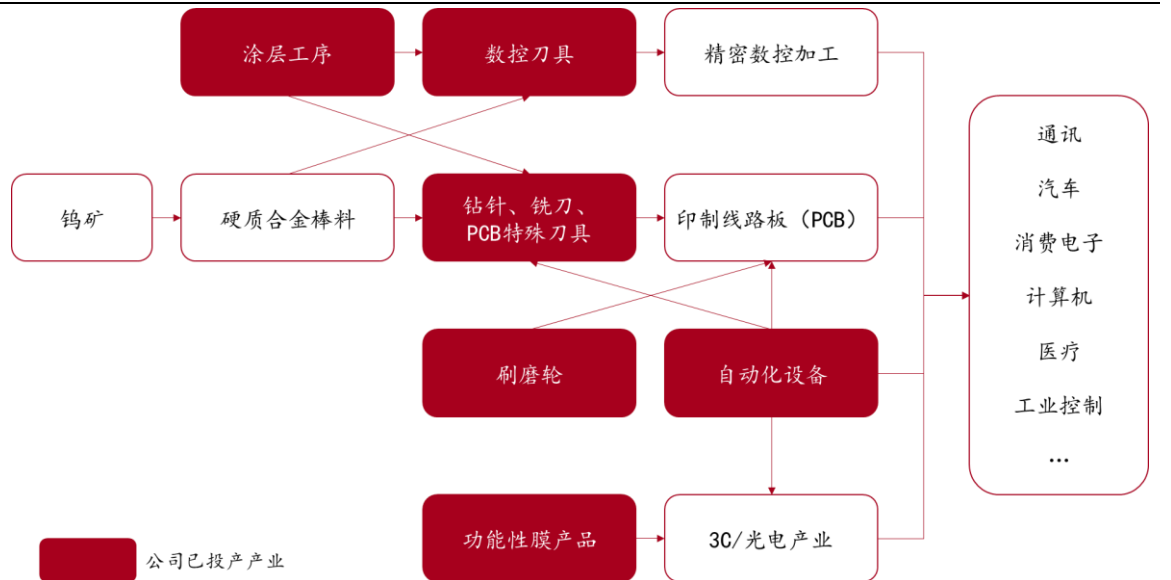 涂层工序
数控刀具
精密数控加工
钨矿
硬质合金棒料
钻针、铣刀、
PCB特殊刀具
印制线路板（PCB）
刷磨轮
自动化设备
功能性膜产品
3C/光电产业
通讯
汽车
消费电子
计算机
医疗
工业控制
...
公司已投产产业